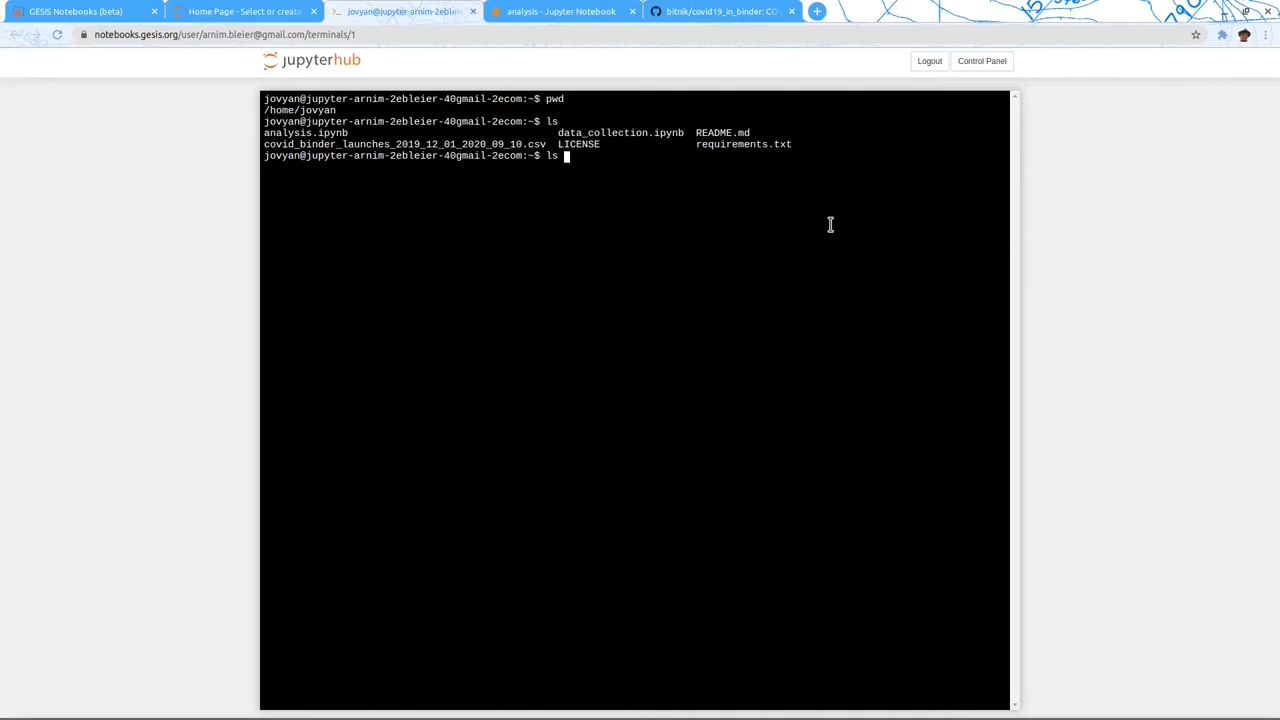 GESIS Notebooks (beta)
Home Page - Select or create
jovyan@jupyter-arnim-2eblei
analysis - Jupyter Notebook
bitnik/covid19_in_binder: CO
notebooks.gesis.org/user/arnim.bleier@gmail.com/terminals/1
jupyterhub
Logout
Control Panel
jovyan@jupyter-arnim-2ebleier-40gmail-2ecom:~$ pwd
/home/jovyan
jovyan@jupyter-arnim-2ebleier-40gmail-2ecom:~$ ls
analysis.ipynb data_collection.ipynb README.md
covid_binder_launches_2019_12_01_2020_09_10.csv LICENSE requirements.txt
jovyan@jupyter-arnim-2ebleier-40gmail-2ecom:~$ ls